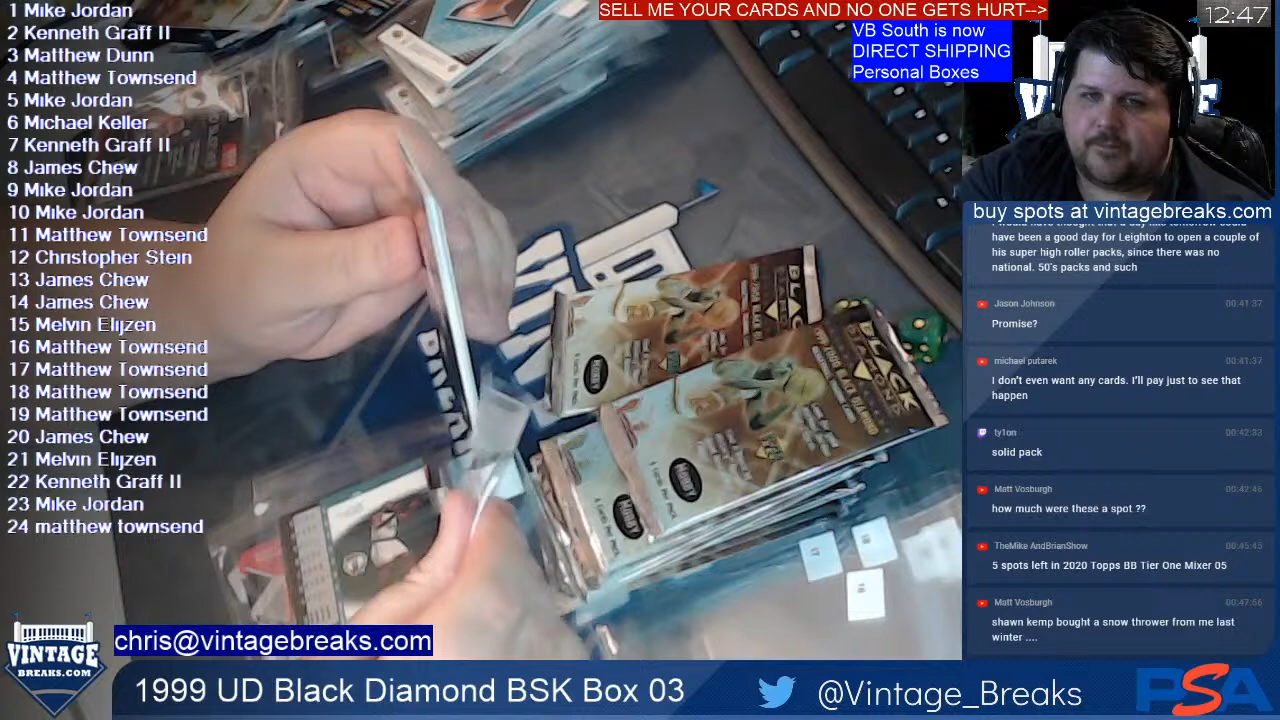 1 Mike Jordan
2 Kenneth Graff II
3 Matthew Dunn
4 Matthew Townsend
5 Mike Jordan
6 Michael Keller
7 Kenneth Graff II
8 James Chew
9 Mike Jordan
10 Mike Jordan
11 Matthew Townsend
12 Christopher Stein
13 James Chew
14 James Chew
15 Melvin Elijzen
16 Matthew Townsend
17 Matthew Townsend
18 Matthew Townsend
19 Matthew Townsend
20 James Chew
21 Melvin Elijzen
22 Kenneth Graff II
23 Mike Jordan
24 matthew townsend
SELL ME YOUR CARDS AND NO ONE GETS HURT-->
VB South is now
DIRECT SHIPPING
Personal Boxes
12:47
buy spots at vintagebreaks.com
have been a good day for Leighton to open a couple of
his super high roller packs, since there was no
national. 50's packs and such
Jason Johnson 00:41:37
Promise?
michael putarek 00:41:37
I don't even want any cards. I'll pay just to see that
happen
ty1on 00:42:33
solid pack
Matt Vosburgh 00:42:46
how much were these a spot ??
TheMike AndBrianShow 00:45:45
5 spots left in 2020 Topps BB Tier One Mixer 05
Matt Vosburgh 00:47:56
shawn kemp bought a snow thrower from me last
winter ....
BLACK
BLACK
HOBBY
HOBBY
HOBBY
17
VINTAGE
BREAKS.COM
chris@vintagebreaks.com
1999 UD Black Diamond BSK Box 03
@Vintage_Breaks
PSA